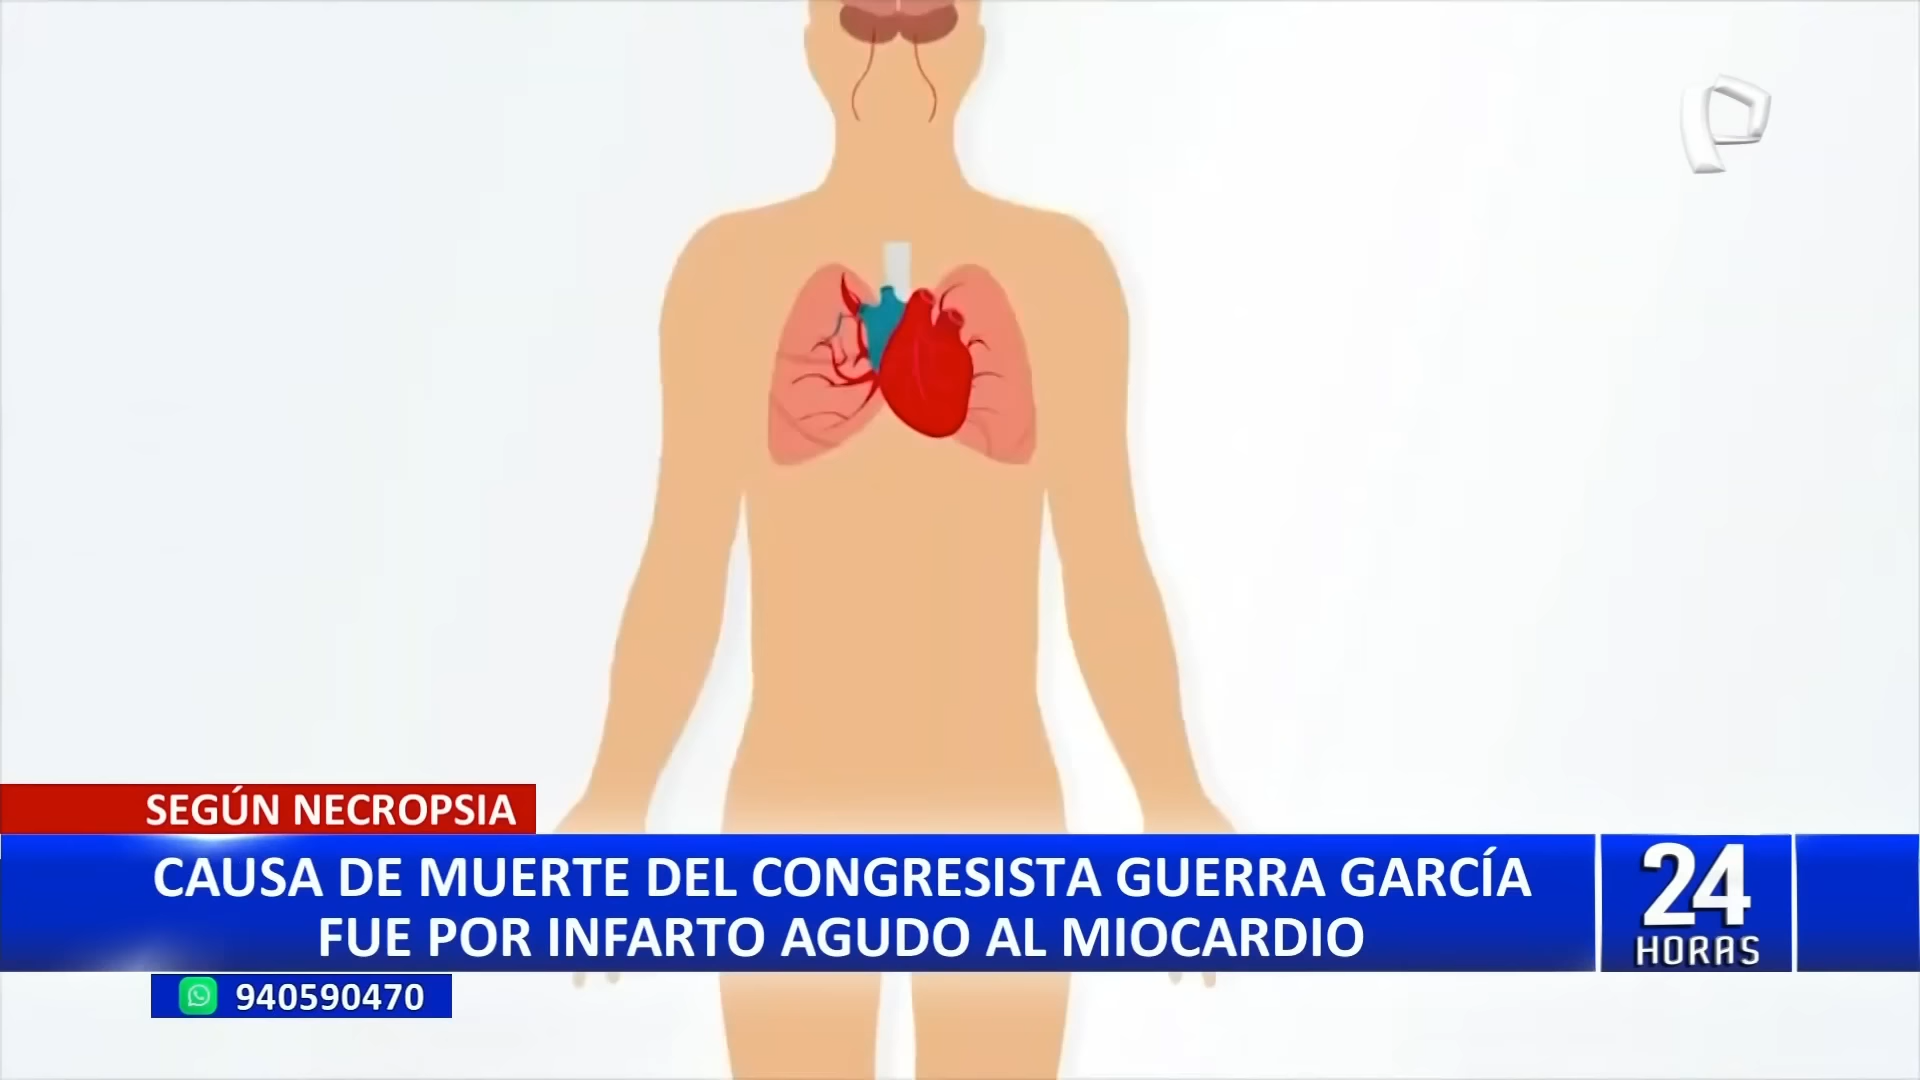 SEGÚN NECROPSIA
CAUSA DE MUERTE DEL CONGRESISTA GUERRA GARCÍA
FUE POR INFARTO AGUDO AL MIOCARDIO
24
HORAS
940590470